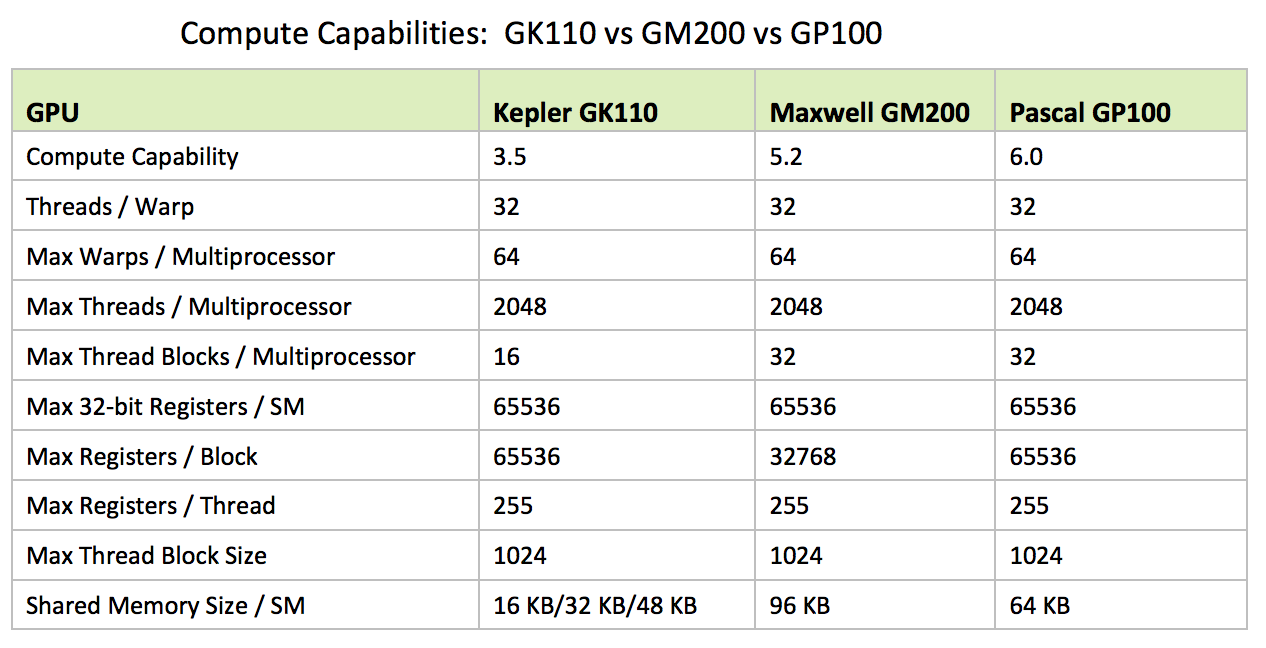 Compute Capabilities:  GK110 vs GM200 vs GP100
GPU Kepler GK110 Maxwell GM200 Pascal GP100
Compute Capability 3.5 5.2 6.0
Threads / Warp 32 32 32
Max Warps / Multiprocessor 64 64 64
Max Threads / Multiprocessor 2048 2048 2048
Max Thread Blocks / Multiprocessor 16 32 32
Max 32-bit Registers / SM 65536 65536 65536
Max Registers / Block 65536 32768 65536
Max Registers / Thread 255 255 255
Max Thread Block Size 1024 1024 1024
Shared Memory Size / SM 16 KB/32 KB/48 KB 96 KB 64 KB